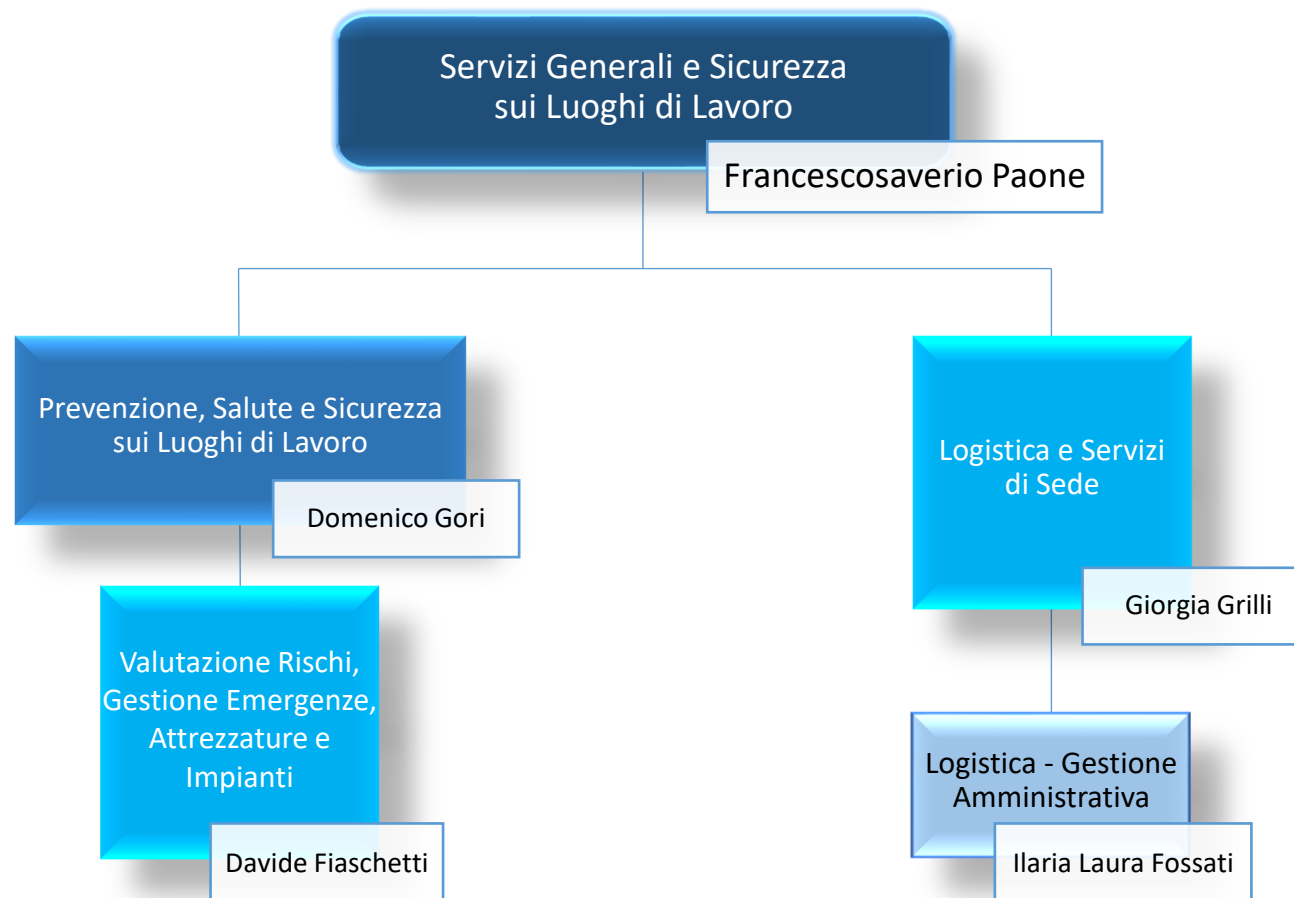 Servizi Generali e Sicurezza
sui Luoghi di Lavoro
Francescosaverio Paone
Prevenzione, Salute e Sicurezza
sui Luoghi di Lavoro
Domenico Gori
Valutazione Rischi,
Gestione Emergenze,
Attrezzature e
Impianti
Davide Fiaschetti
Logistica e Servizi
di Sede
Giorgia Grilli
Logistica - Gestione
Amministrativa
Ilaria Laura Fossati